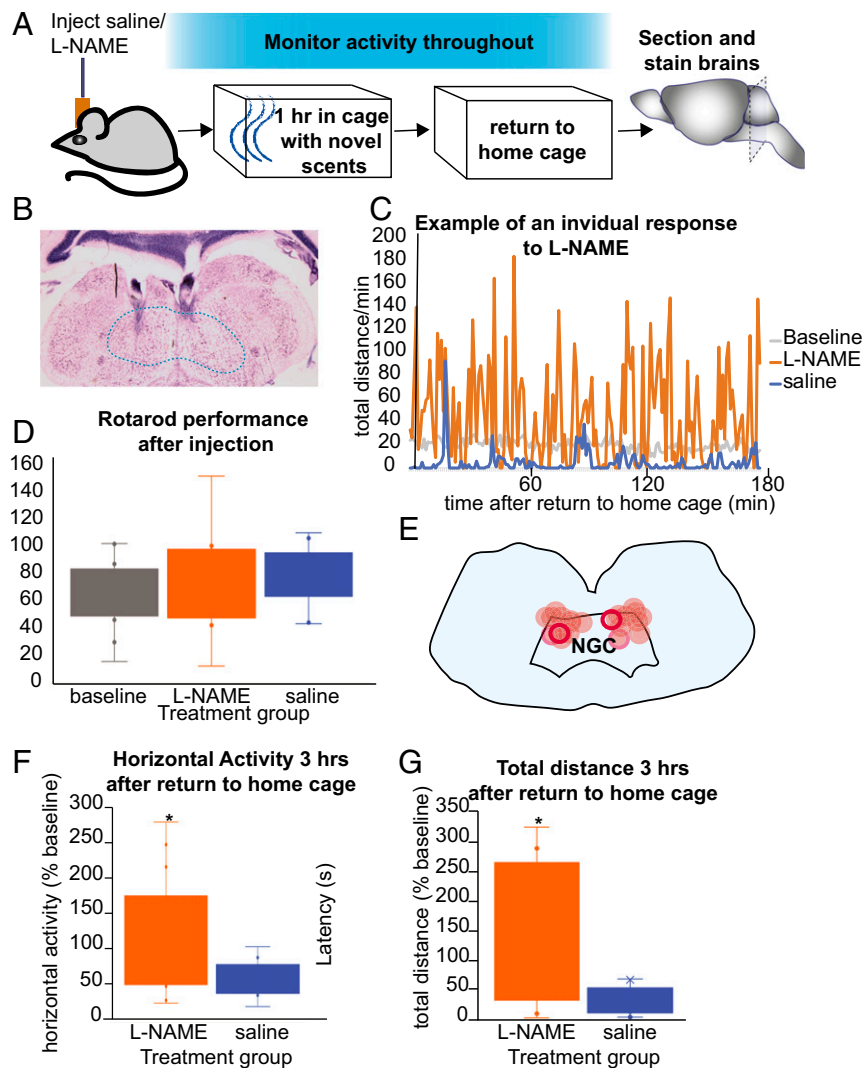 A
Inject saline/
L-NAME
Monitor activity throughout
1 hr in cage
with novel
scents
return to
home cage
Section and
stain brains
B
C
Example of an invidual response
to L-NAME
200
180
160
140
120
100
80
60
40
20
0
total distance/min
Baseline
L-NAME
saline
60
180
time after return to home cage (min)
D
Rotarod performance
after injection
160
140
120
100
80
60
40
20
0
baseline
L-NAME
saline
Treatment group
E
NGC
F
Horizontal Activity 3 hrs
after return to home cage
horizontal activity (% baseline)
300
250
200
150
100
50
0
*
L-NAME
saline
Treatment group
Latency (s)
G
Total distance 3 hrs
after return to home cage
total distance (% baseline)
350
300
250
200
150
100
50
0
*
L-NAME
saline
Treatment group